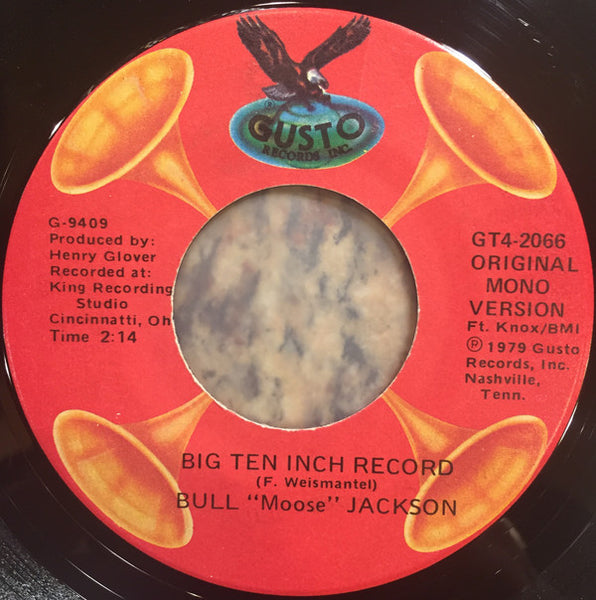 ®
GUSTO
RECORDS INC.
G-9409
Produced by:
Henry Glover
Recorded at:
King Recording
Studio
Cincinnatti, Oh'
Time 2:14
GT4-2066
ORIGINAL
MONO
VERSION
Ft. Knox/BMI
℗ 1979 Gusto
Records, Inc.
Nashville,
Tenn.
BIG TEN INCH RECORD
(F. Weismantel)
BULL "Moose" JACKSON